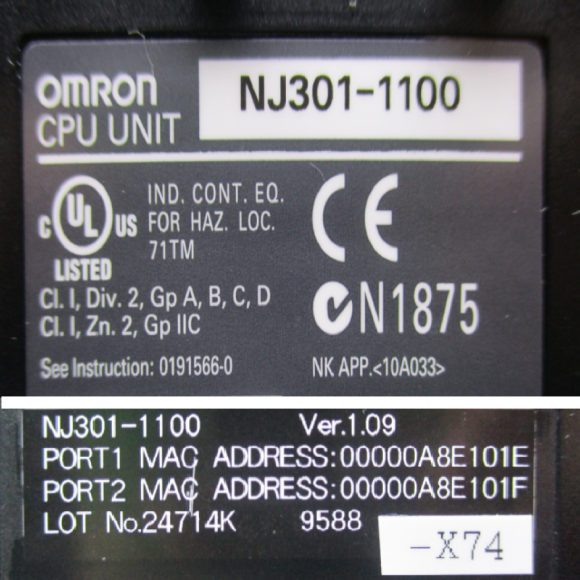 OMRON
NJ301-1100
CPU UNIT
C UL US
LISTED
IND. CONT. EQ.
FOR HAZ. LOC.
71TM
CE
Cl. I, Div. 2, Gp A, B, C, D
Cl. I, Zn. 2, Gp IIC
N1875
See Instruction: 0191566-0
NK APP.<10A033>
NJ301-1100 Ver.1.09
PORT1 MAC ADDRESS:00000A8E101E
PORT2 MAC ADDRESS:00000A8E101F
LOT No.24714K 9588
-X74